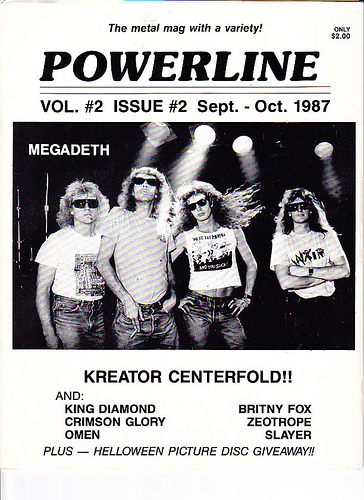 The metal mag with a variety!
ONLY
$2.00
POWERLINE
VOL. #2 ISSUE #2 Sept. - Oct. 1987
MEGADETH
KREATOR CENTERFOLD!!
AND:
KING DIAMOND
BRITNY FOX
CRIMSON GLORY
ZEOTROPE
OMEN
SLAYER
PLUS — HELLOWEEN PICTURE DISC GIVEAWAY!!